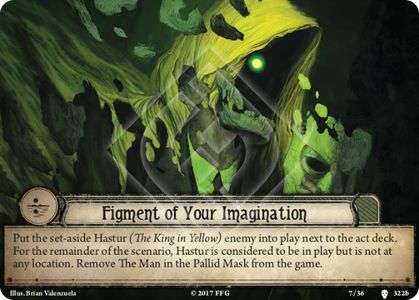 Figment of Your Imagination
Put the set-aside Hastur (The King in Yellow) enemy into play next to the act deck.
For the remainder of the scenario, Hastur is considered to be in play but is not at
any location. Remove The Man in the Pallid Mask from the game.
Illus. Brian Valenzuela © 2017 FFG 7/36 322b